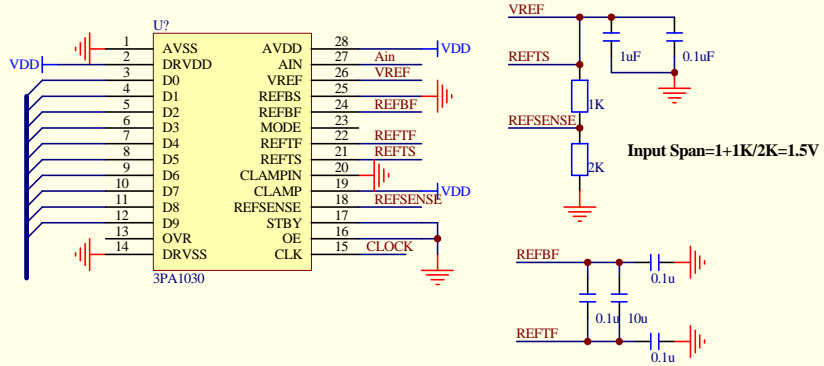 U?
1 AVSS AVDD 28 VDD
VDD 2 DRVDD AIN 27 Ain
3 D0 VREF 26 VREF
4 D1 REFBS 25
5 D2 REFBF 24 REFBF
6 D3 MODE 23
7 D4 REFTF 22 REFTF
8 D5 REFTS 21 REFTS
9 D6 CLAMPIN 20
10 D7 CLAMP 19 VDD
11 D8 REFSENSE 18 REFSENSE
12 D9 STBY 17
13 OVR OE 16
14 DRVSS CLK 15 CLOCK
3PA1030
VREF
1uF 0.1uF
REFTS
1K
REFSENSE
2K
Input Span=1+1K/2K=1.5V
REFBF
0.1u
0.1u 10u
REFTF
0.1u